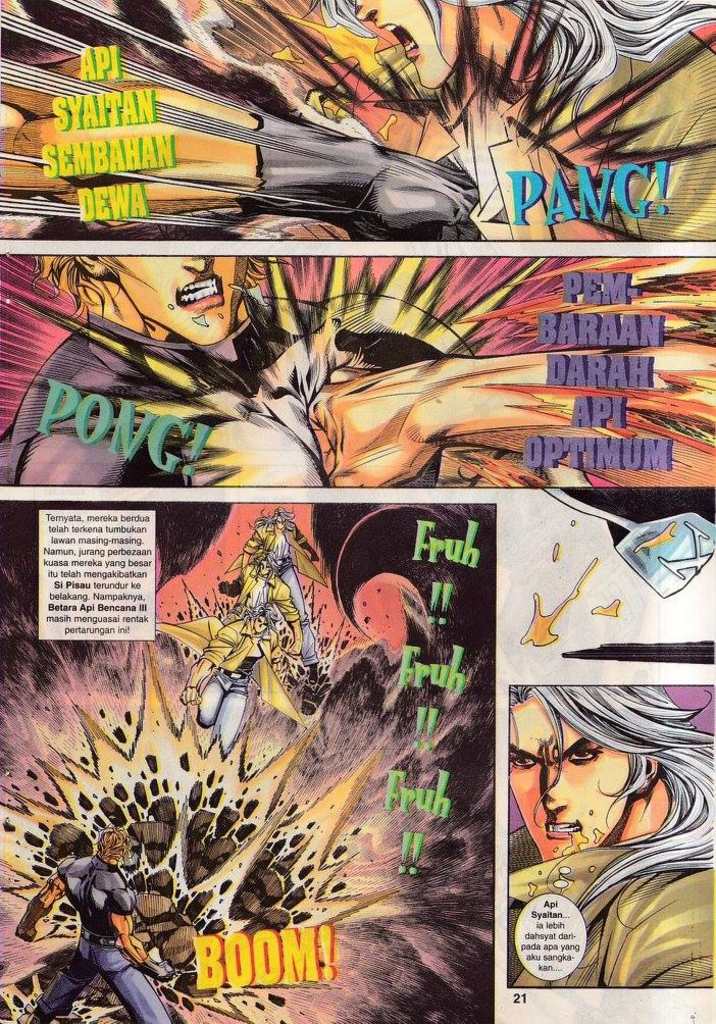 API
SYAITAN
SEMBAHAN
DEWA
PANG!
PEM-
BARAAN
DARAH
API
OPTIMUM
PONG!
Ternyata, mereka berdua
telah terkena tumbukan
lawan masing-masing.
Namun, jurang perbezaan
kuasa mereka yang besar
itu telah mengakibatkan
Si Pisau terundur ke
belakang. Nampaknya,
Betara Api Bencana III
masih menguasai rentak
pertarungan ini!
Fruh
!!
Fruh
!!
Fruh
!!
BOOM!
Api
Syaitan...
ia lebih
dahsyat dari-
pada apa yang
aku sangka-
kan....
21